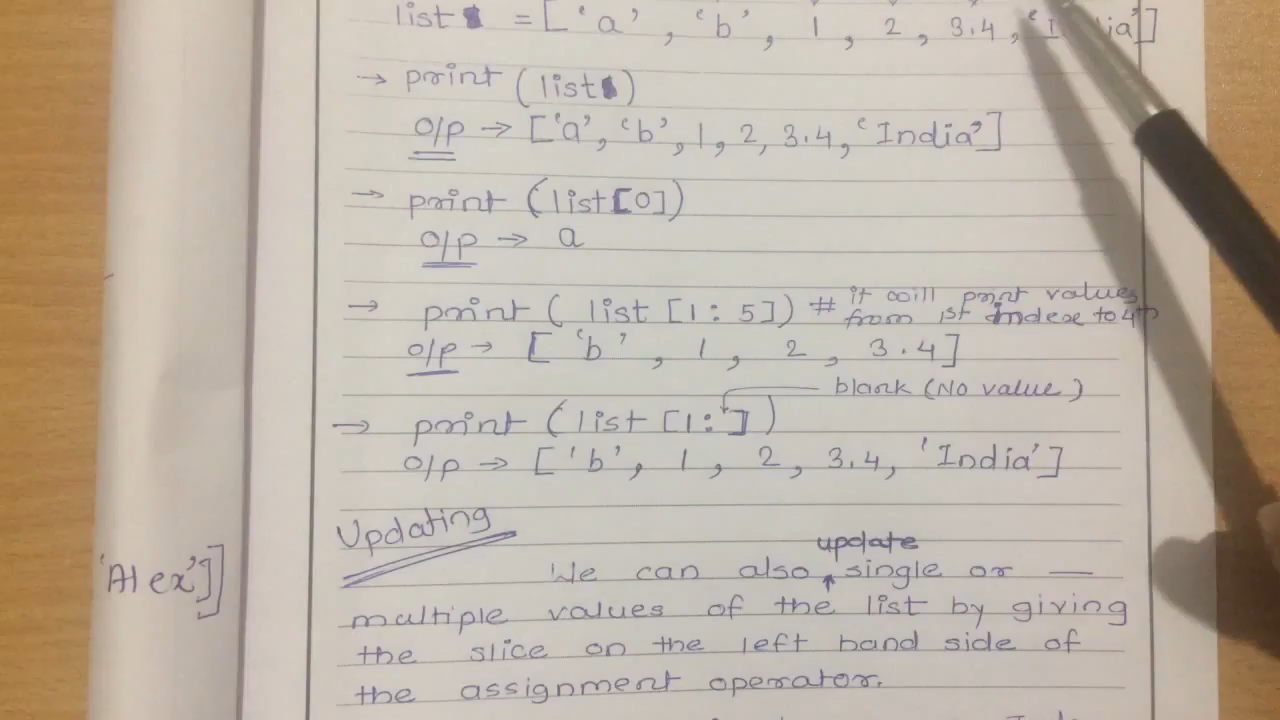 list = ['a', 'b', 1, 2, 3.4, 'India']
→ print (list)
O/P → ['a', 'b', 1, 2, 3.4, 'India']
→ print (list[0])
O/P → a
→ print ( list [1: 5]) # it will print values
from 1st index to 4th
O/P → [ 'b' , 1 , 2 , 3.4 ]
blank (No value)
→ print (list [1: ])
O/P → ['b', 1, 2, 3.4, 'India']
Updating
update
We can also single or —
multiple values of the list by giving
the slice on the left hand side of
the assignment operator.
'Alex']]